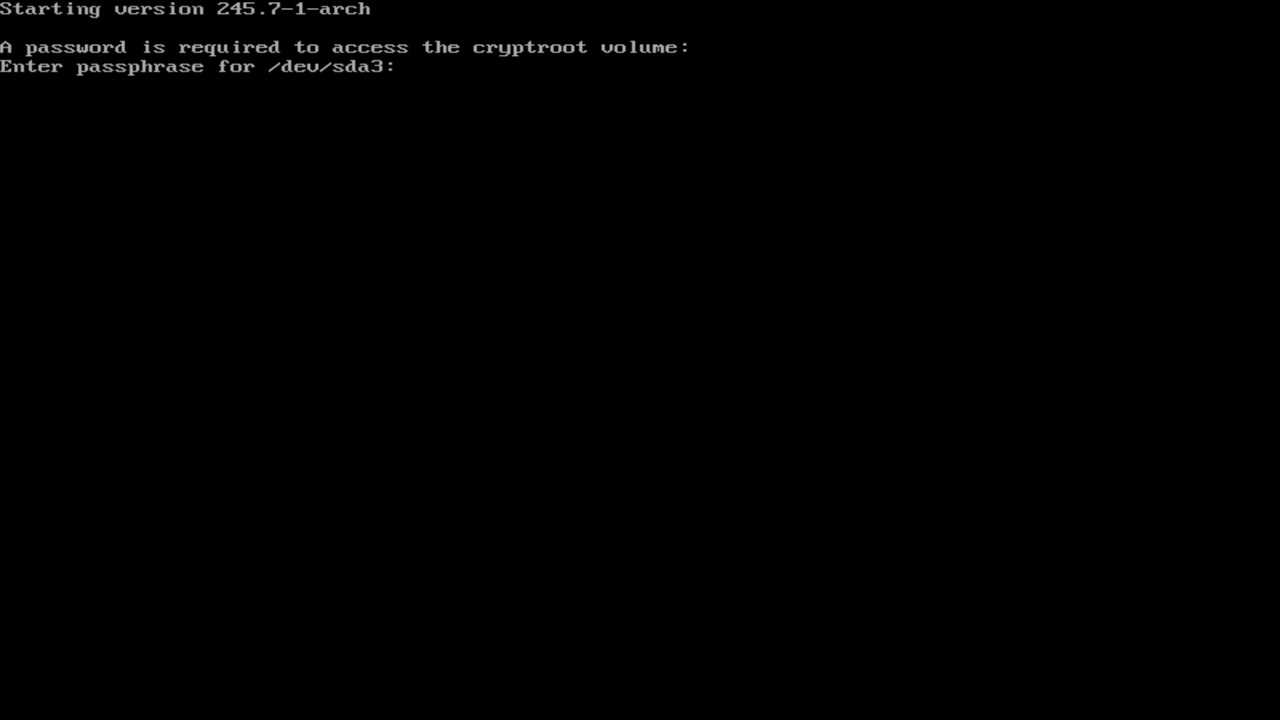 Starting version 245.7-1-arch
A password is required to access the cryptroot volume:
Enter passphrase for /dev/sda3: